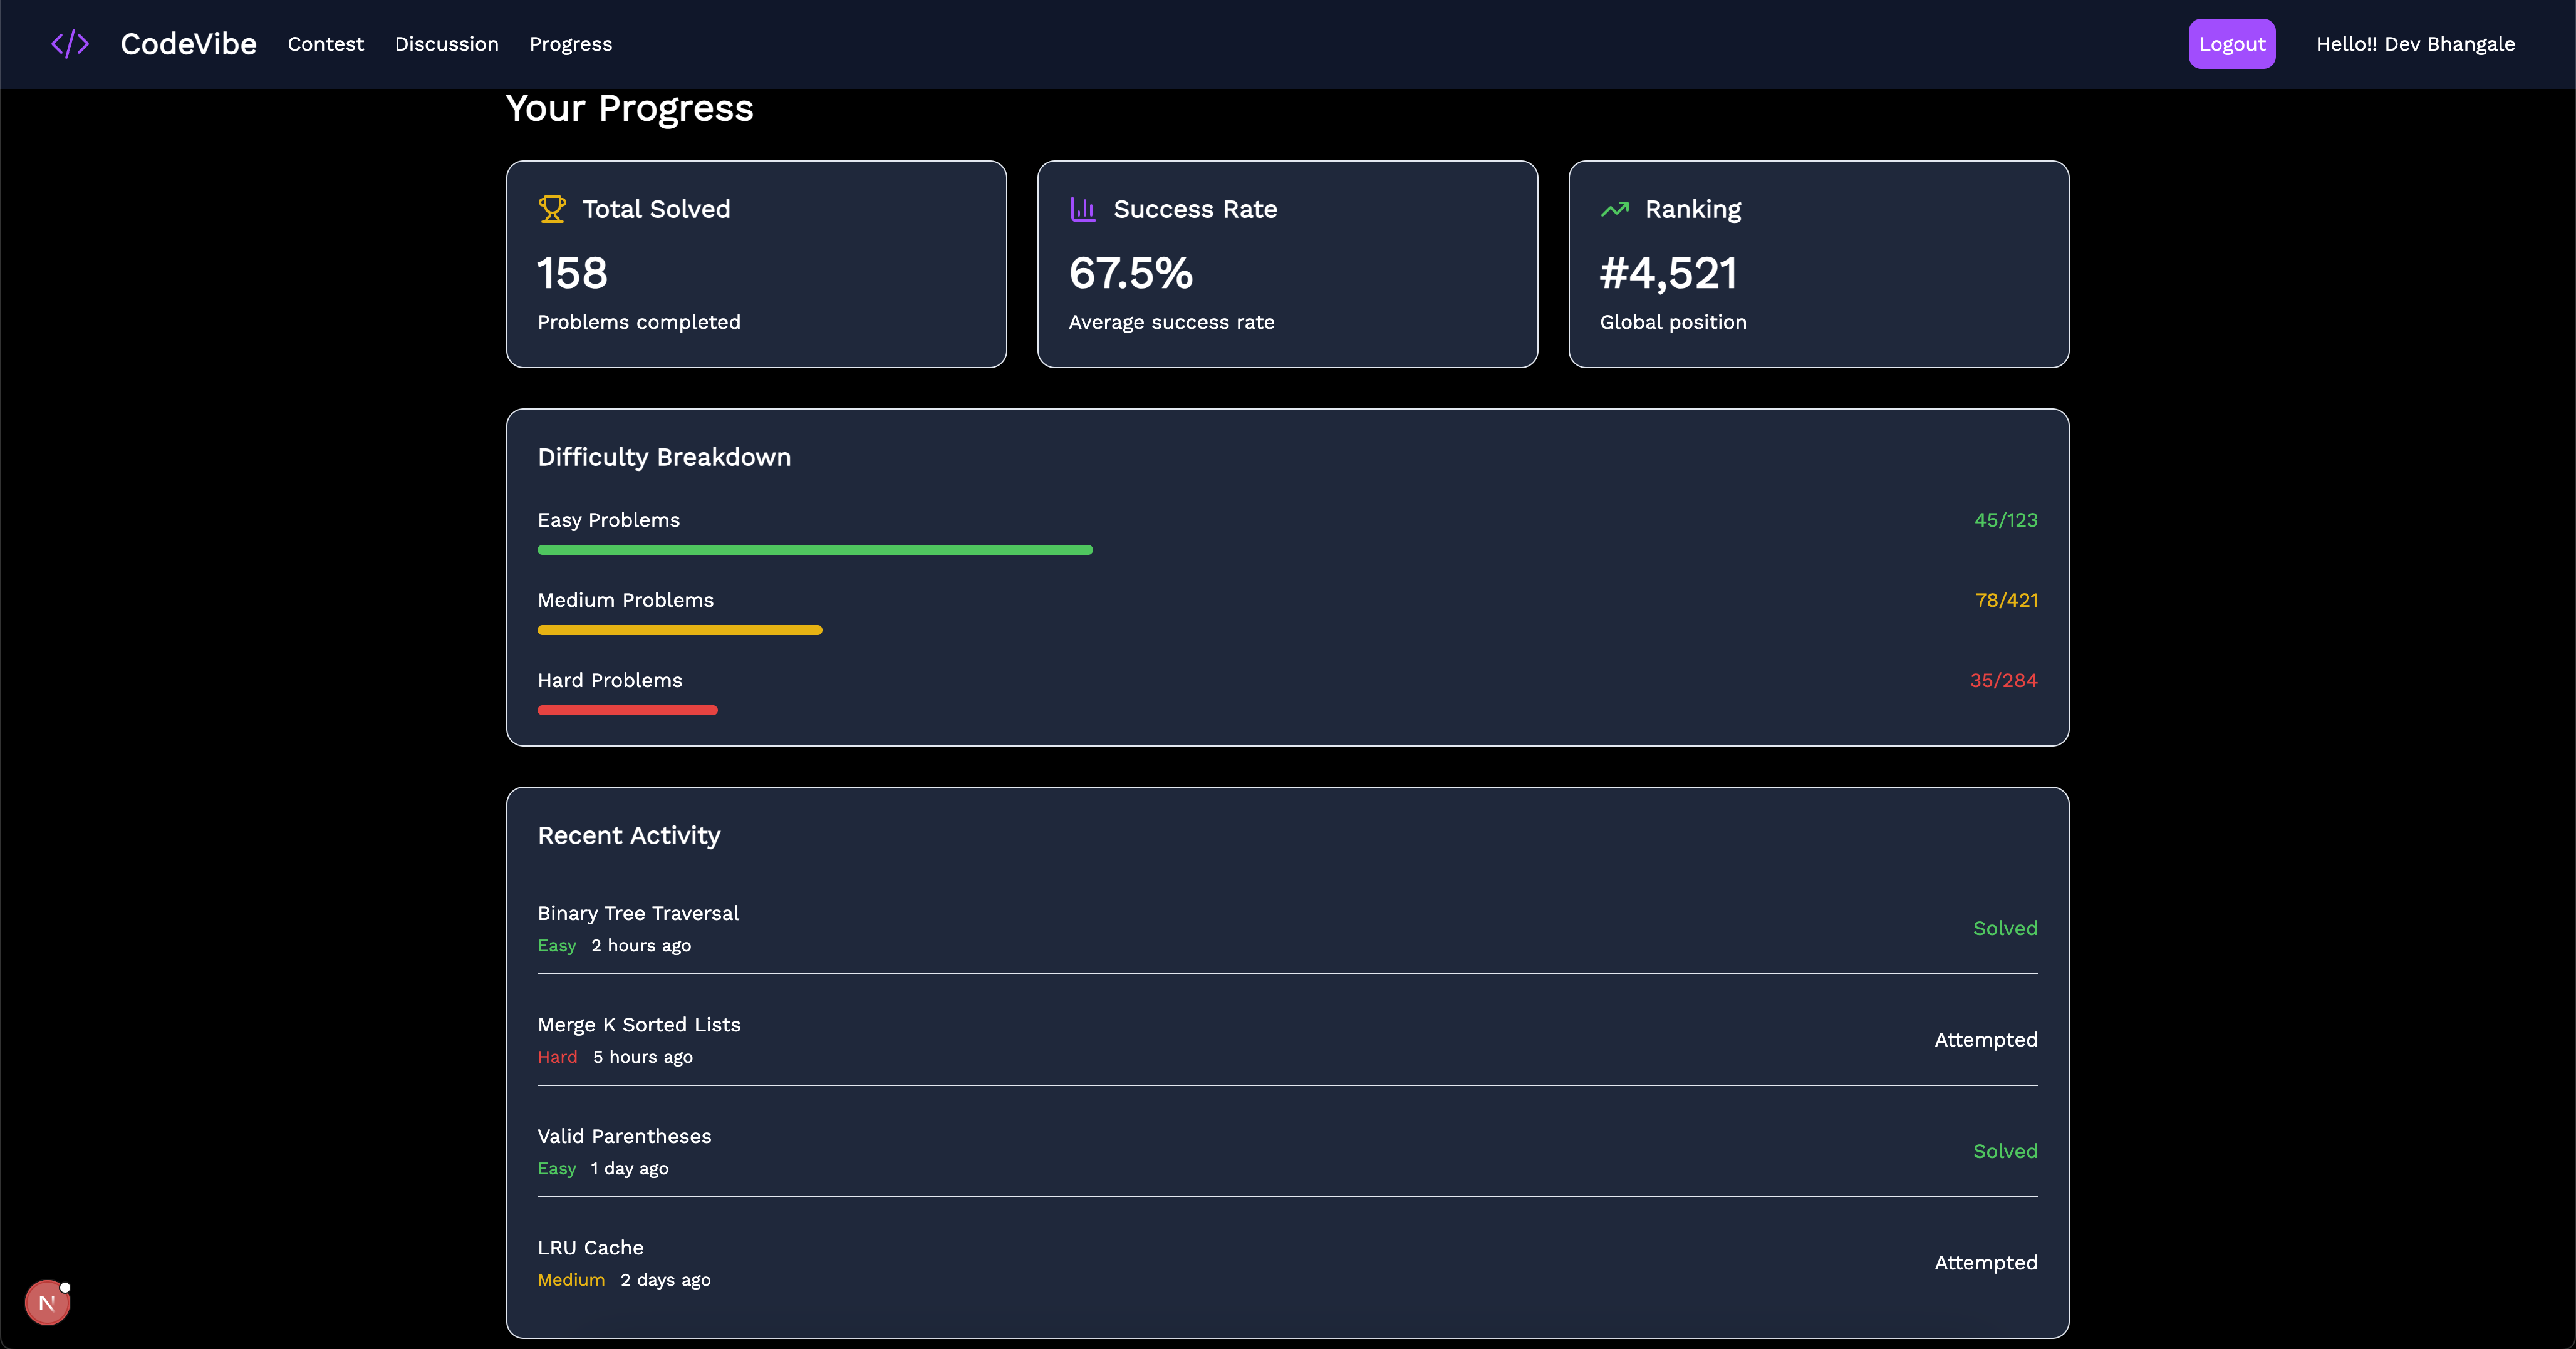 </> CodeVibe Contest Discussion Progress Logout Hello!! Dev Bhangale
Your Progress
Total Solved
158
Problems completed
Success Rate
67.5%
Average success rate
Ranking
#4,521
Global position
Difficulty Breakdown
Easy Problems 45/123
Medium Problems 78/421
Hard Problems 35/284
Recent Activity
Binary Tree Traversal
Easy 2 hours ago
Solved
Merge K Sorted Lists
Hard 5 hours ago
Attempted
Valid Parentheses
Easy 1 day ago
Solved
LRU Cache
Medium 2 days ago
Attempted
N